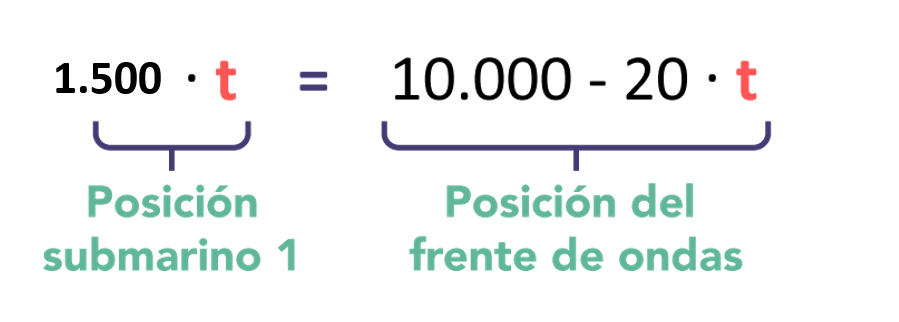 1.500 · t = 10.000 - 20 · t
Posición
submarino 1
Posición del
frente de ondas